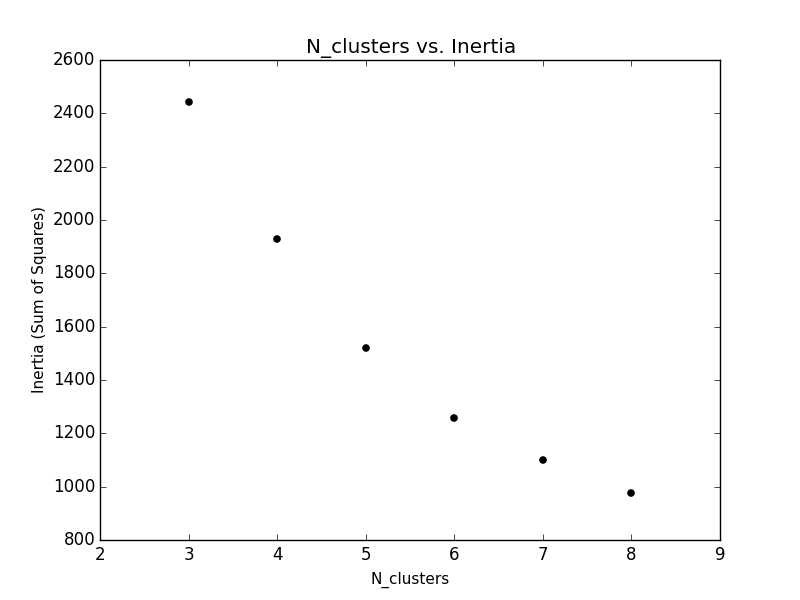 N_clusters vs. Inertia
2600
2400
2200
2000
1800
1600
1400
1200
1000
800
Inertia (Sum of Squares)
2 3 4 5 6 7 8 9
N_clusters